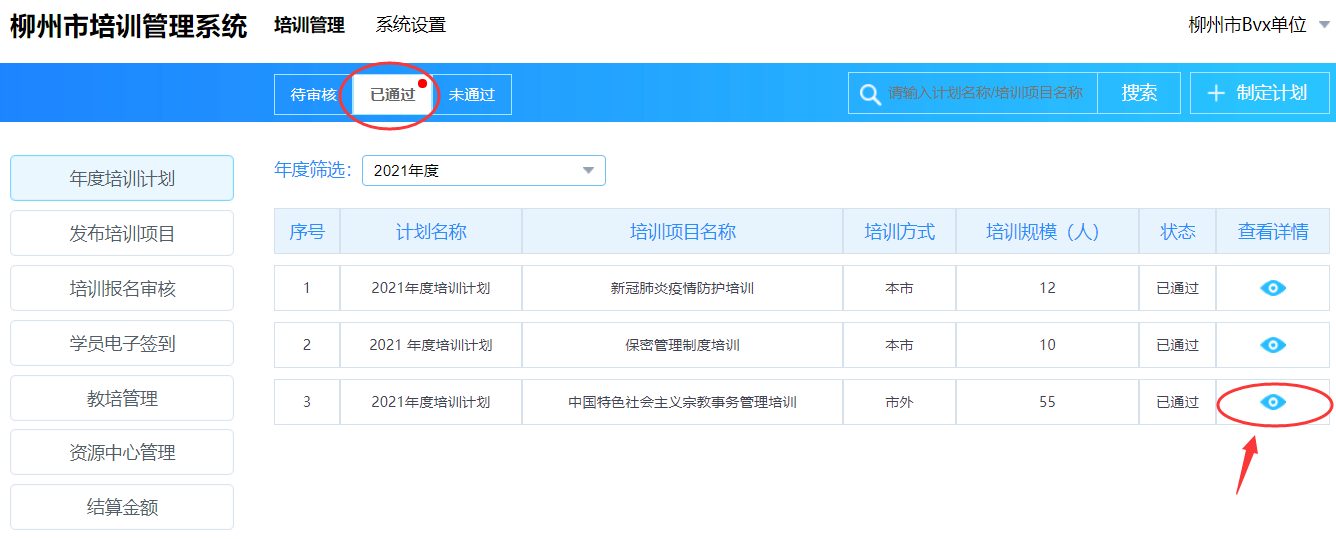 柳州市培训管理系统 培训管理 系统设置 柳州市Bvx单位
待审核 已通过 未通过 请输入计划名称/培训项目名称 搜索 制定计划
年度培训计划
发布培训项目
培训报名审核
学员电子签到
教培管理
资源中心管理
结算金额
年度筛选： 2021年度
序号 计划名称 培训项目名称 培训方式 培训规模（人） 状态 查看详情
1 2021年度培训计划 新冠肺炎疫情防护培训 本市 12 已通过
2 2021 年度培训计划 保密管理制度培训 本市 10 已通过
3 2021年度培训计划 中国特色社会主义宗教事务管理培训 市外 55 已通过